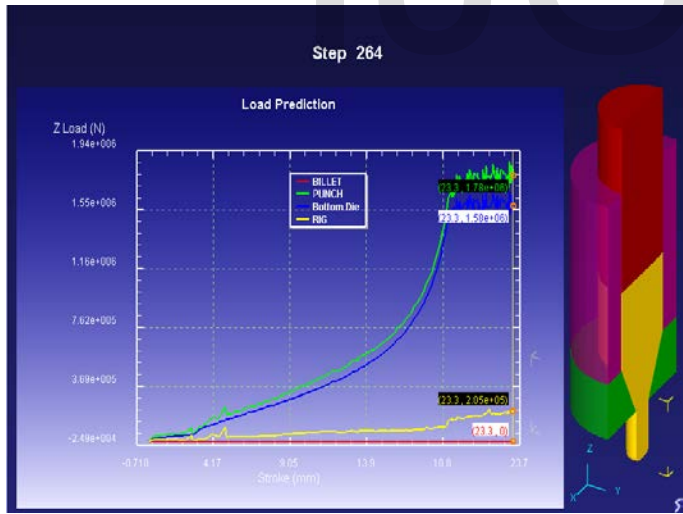 Step 264
Load Prediction
Z Load (N)
1.94e+006
BILLET
PUNCH
Bottom Die
RIG
(23.3 , 1.78e+06)
1.55e+006
(23.3 , 1.58e+06)
1.16e+006
7.62e+005
3.69e+005
(23.3 , 2.05e+05)
(23.3 , 0)
-2.49e+004
-0.718
4.17
9.05
13.9
18.8
23.7
Stroke (mm)
Z
X
Y